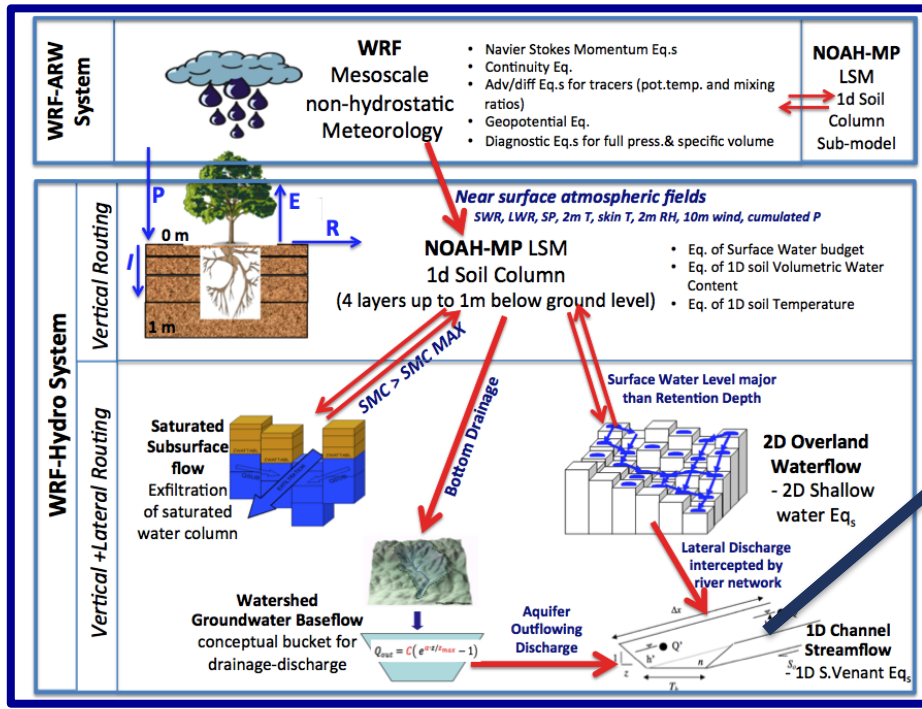 WRF-ARW
System
WRF
Mesoscale
non-hydrostatic
Meteorology
• Navier Stokes Momentum Eq.s
• Continuity Eq.
• Adv/diff Eq.s for tracers (pot.temp. and mixing
ratios)
• Geopotential Eq.
• Diagnostic Eq.s for full press.& specific volume
NOAH-MP
LSM
1d Soil
Column
Sub-model
WRF-Hydro System
Vertical Routing
P
E
R
I
0 m
1 m
Near surface atmospheric fields
SWR, LWR, SP, 2m T, skin T, 2m RH, 10m wind, cumulated P
NOAH-MP LSM
1d Soil Column
(4 layers up to 1m below ground level)
• Eq. of Surface Water budget
• Eq. of 1D soil Volumetric Water
Content
• Eq. of 1D soil Temperature
Vertical +Lateral Routing
SMC > SMC MAX
Bottom Drainage
Surface Water Level major
than Retention Depth
Saturated
Subsurface
flow
Exfiltration
of saturated
water column
2D Overland
Waterflow
- 2D Shallow
water Eqs
Lateral Discharge
intercepted by
river network
Watershed
Groundwater Baseflow
conceptual bucket for
drainage-discharge
Qout = C( e^α·z/zmax − 1)
Aquifer
Outflowing
Discharge
Δx
Q'
h'
z
n
1D Channel
Streamflow
- 1D S.Venant Eqs